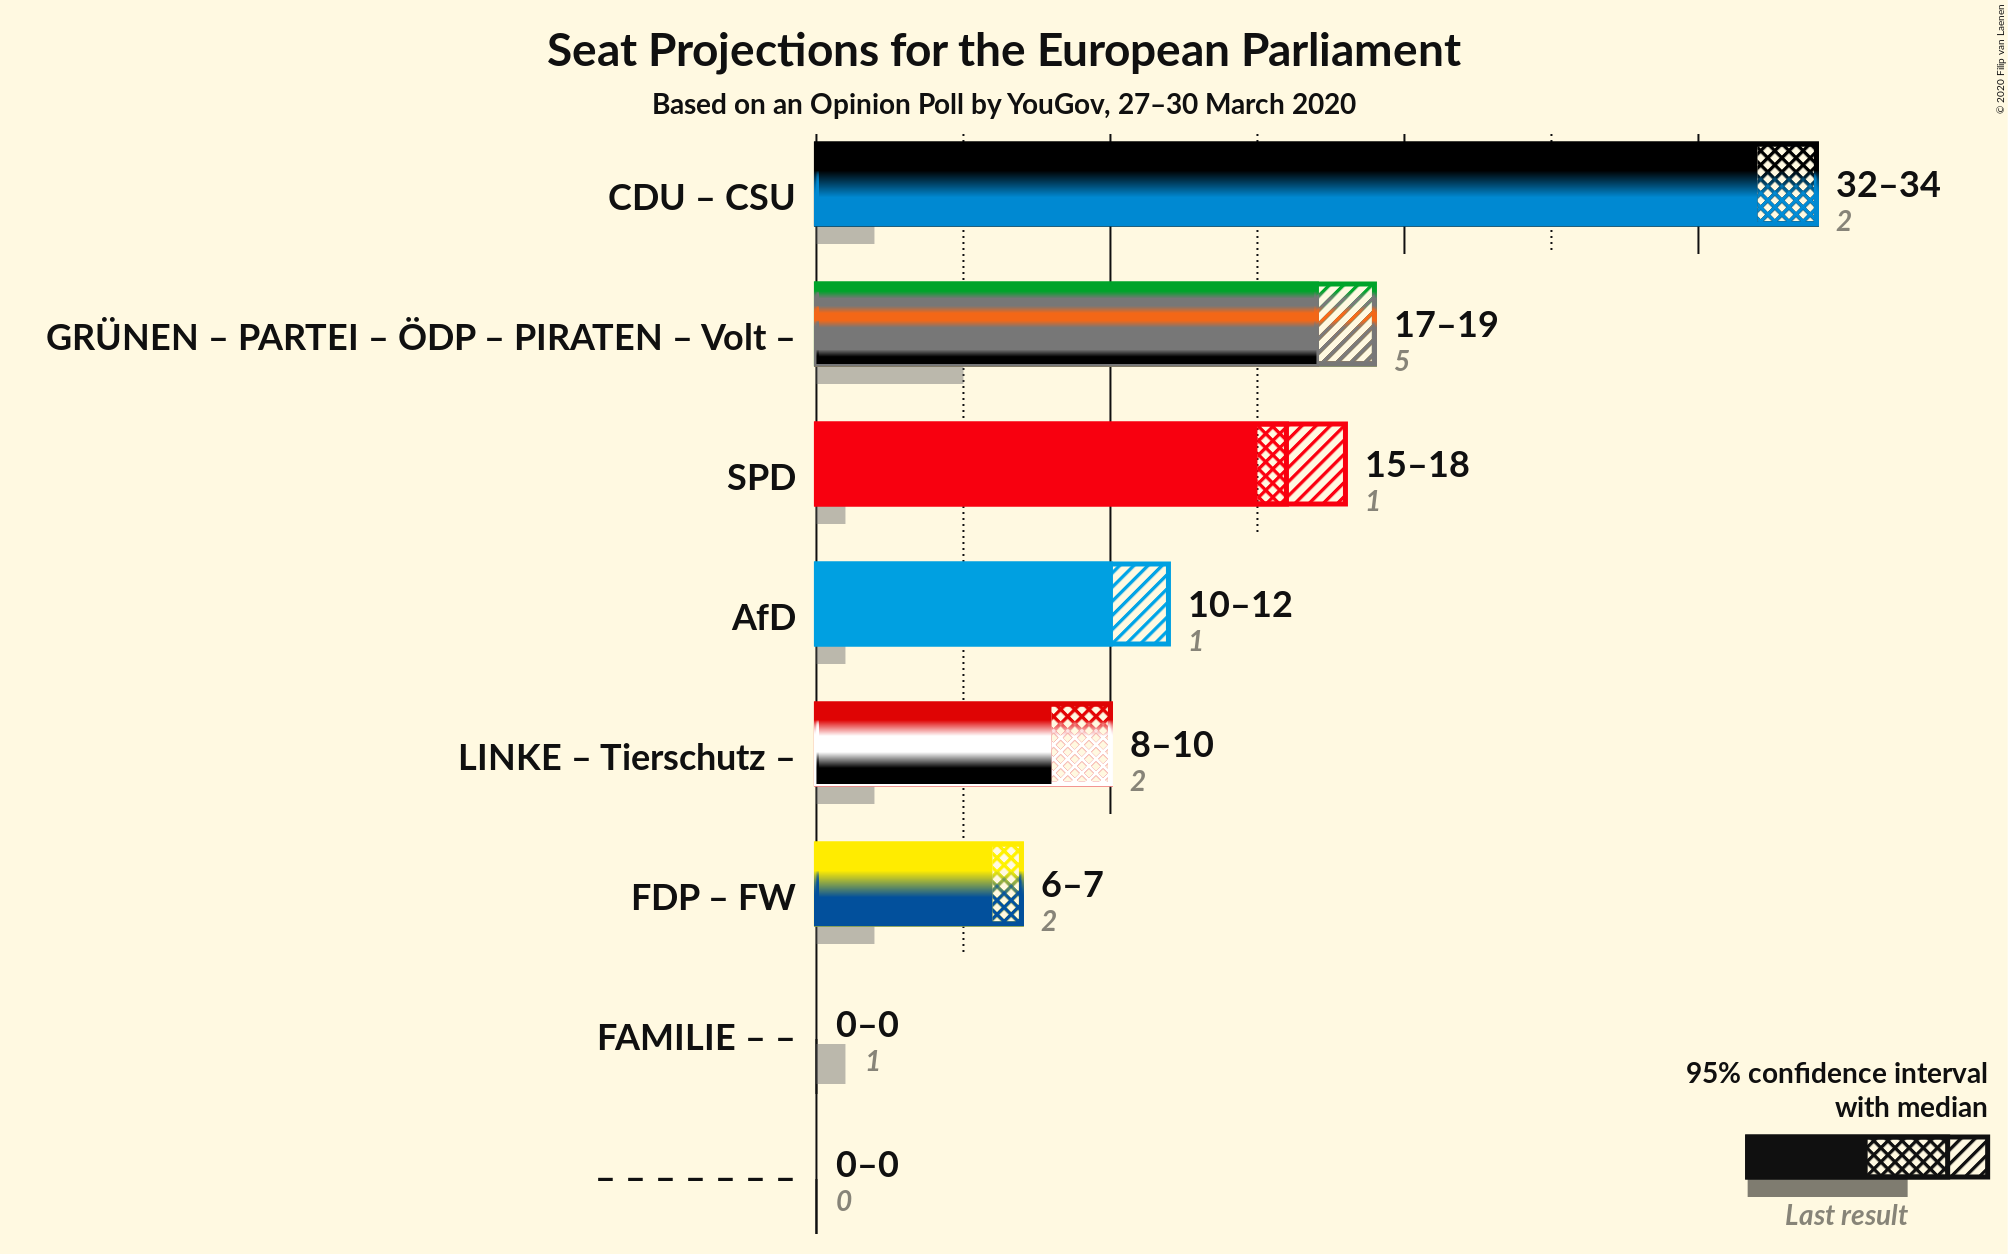 Seat Projections for the European Parliament
Based on an Opinion Poll by YouGov, 27–30 March 2020
© 2020 Filip van Laenen
CDU – CSU
32–34
2
GRÜNEN – PARTEI – ÖDP – PIRATEN – Volt –
17–19
5
SPD
15–18
1
AfD
10–12
1
LINKE – Tierschutz –
8–10
2
FDP – FW
6–7
2
FAMILIE – –
0–0
1
– – – – – – –
0–0
0
95% confidence interval
with median
Last result